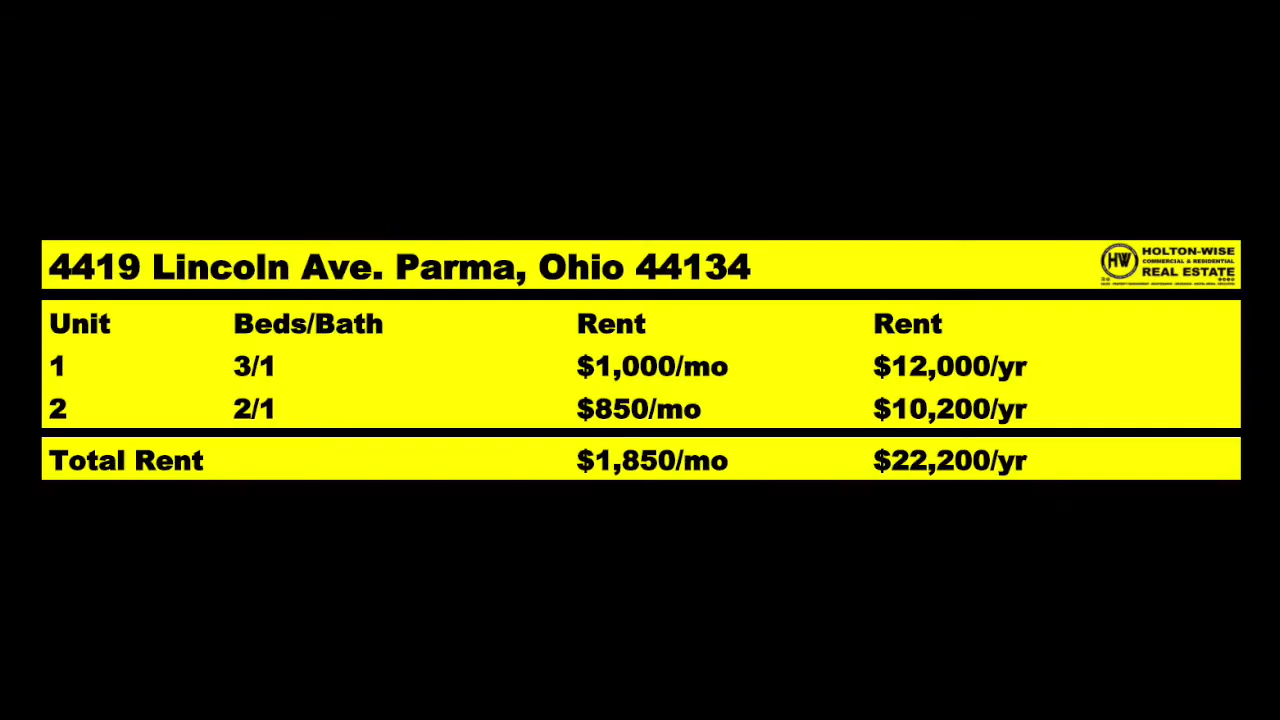 4419 Lincoln Ave. Parma, Ohio 44134
HOLTON-WISE
COMMERCIAL & RESIDENTIAL
REAL ESTATE
HW
Unit Beds/Bath Rent Rent
1 3/1 $1,000/mo $12,000/yr
2 2/1 $850/mo $10,200/yr
Total Rent $1,850/mo $22,200/yr